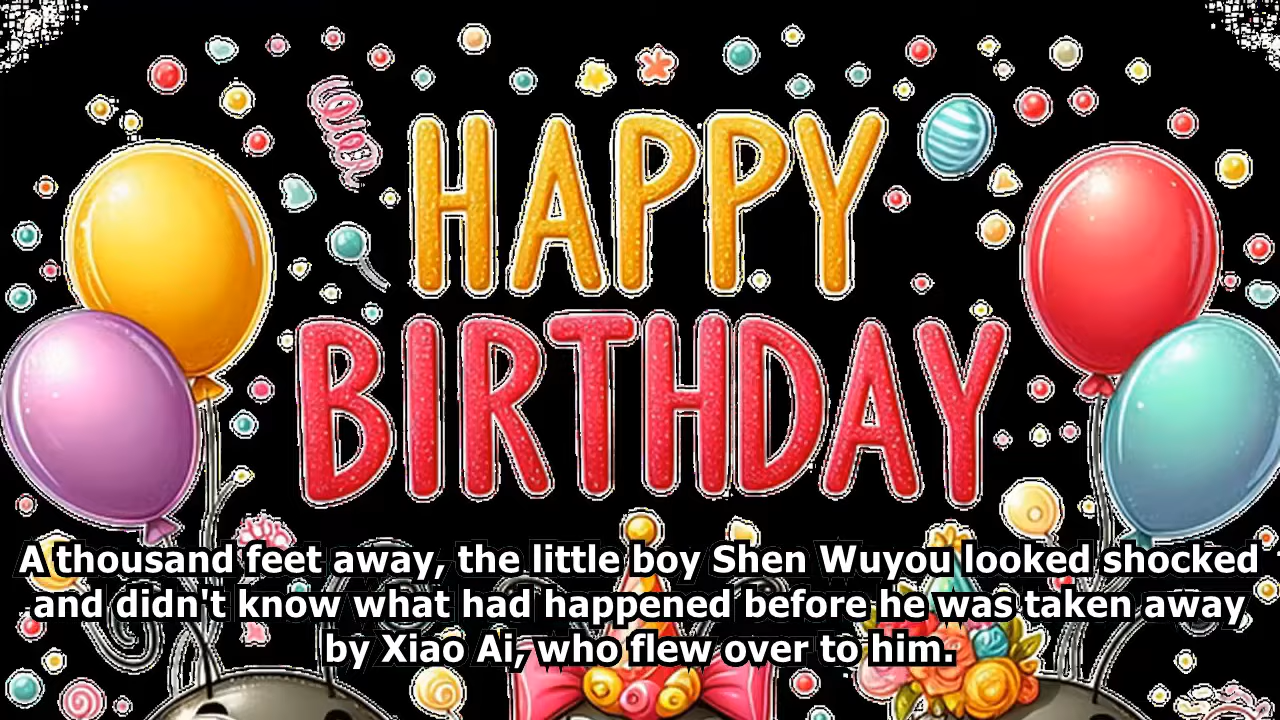 HAPPY
BIRTHDAY
A thousand feet away, the little boy Shen Wuyou looked shocked
and didn't know what had happened before he was taken away,
by Xiao Ai, who flew over to him.